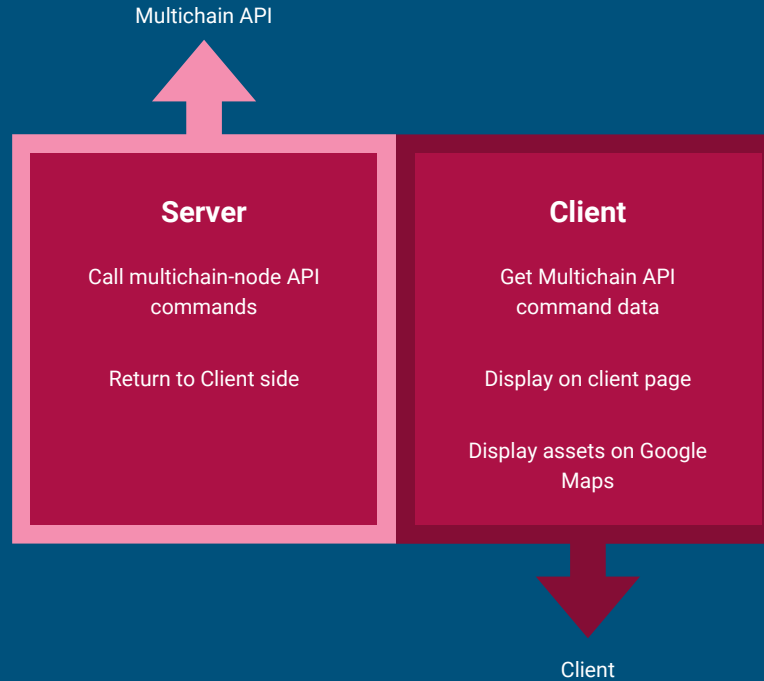 Multichain API
Server
Call multichain-node API
commands
Return to Client side
Client
Get Multichain API
command data
Display on client page
Display assets on Google
Maps
Client